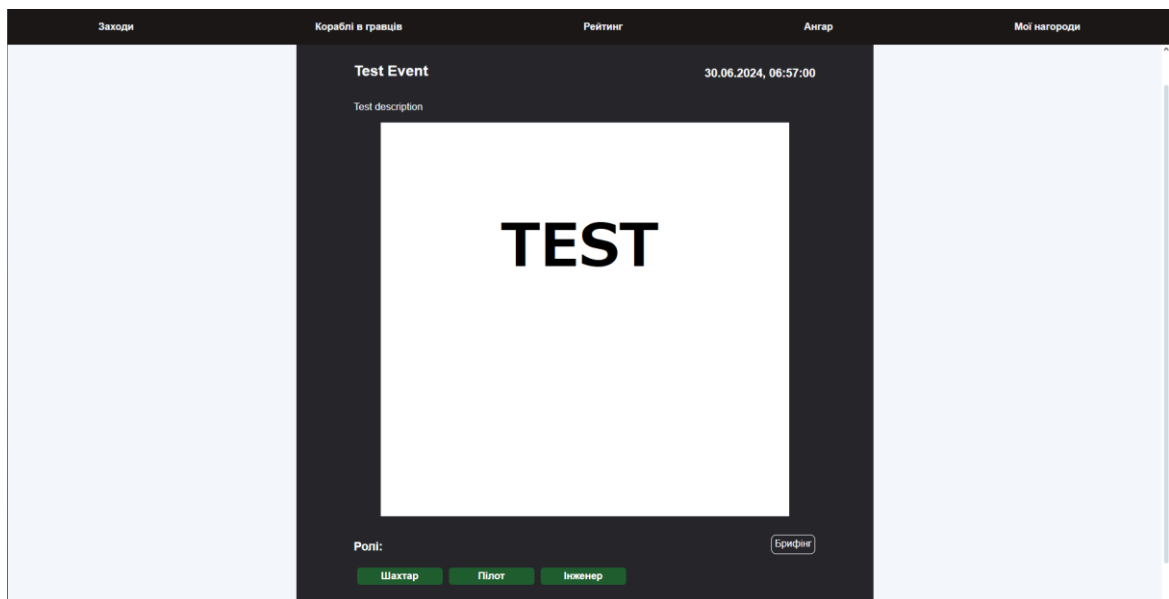 Заходи Кораблі в гравців Рейтинг Ангар Мої нагороди
Test Event 30.06.2024, 06:57:00
Test description
TEST
Ролі: Брифінг
Шахтар Пілот Інженер